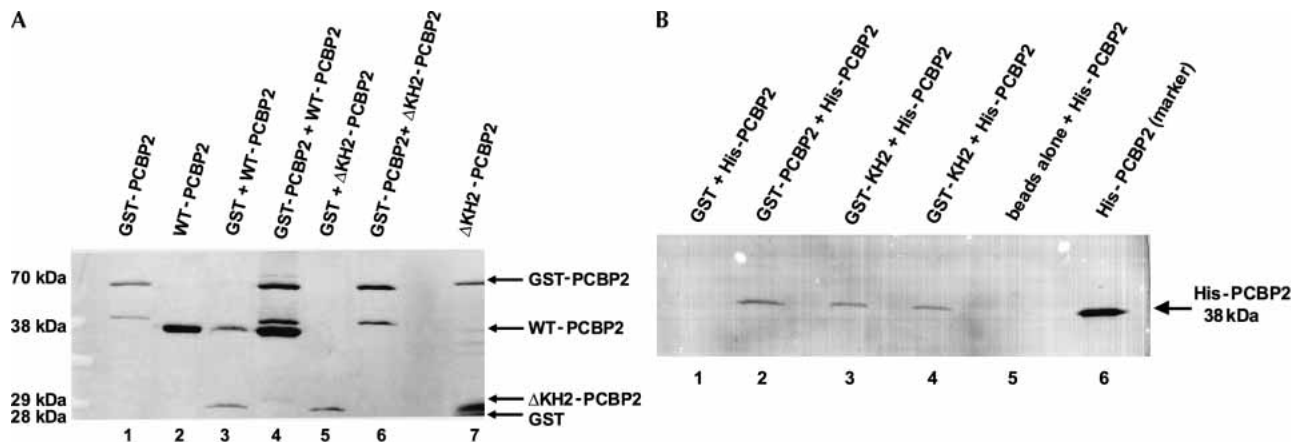 A
GST-PCBP2
WT-PCBP2
GST + WT-PCBP2
GST-PCBP2 + WT-PCBP2
GST + ΔKH2-PCBP2
GST-PCBP2+ ΔKH2-PCBP2
ΔKH2-PCBP2
70 kDa
38 kDa
29 kDa
28 kDa
GST-PCBP2
WT-PCBP2
ΔKH2-PCBP2
GST
1 2 3 4 5 6 7
B
GST + His-PCBP2
GST-PCBP2 + His-PCBP2
GST-KH2 + His-PCBP2
GST-KH2 + His-PCBP2
beads alone + His-PCBP2
His-PCBP2 (marker)
His-PCBP2
38 kDa
1 2 3 4 5 6